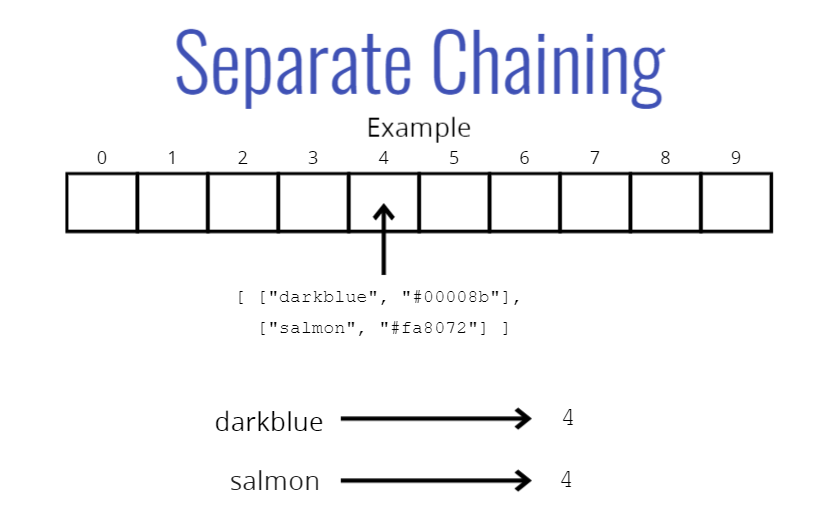 Separate Chaining
Example
0 1 2 3 4 5 6 7 8 9
[ ["darkblue", "#00008b"],
["salmon", "#fa8072"] ]
darkblue 4
salmon 4